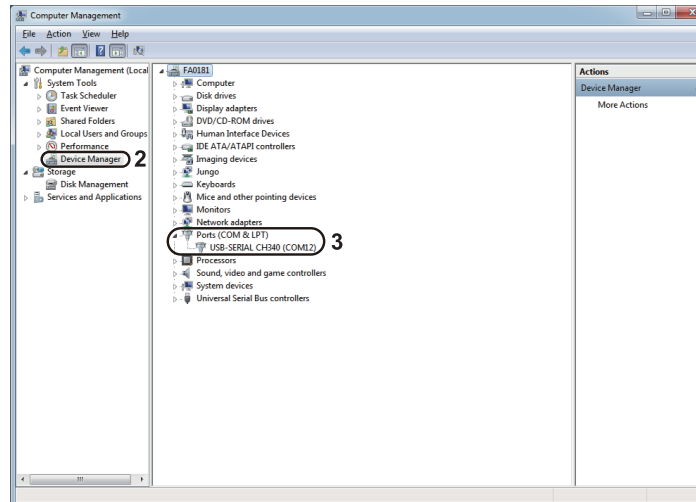 Computer Management
File Action View Help
Computer Management (Local
System Tools
Task Scheduler
Event Viewer
Shared Folders
Local Users and Groups
Performance
Device Manager 2
Storage
Disk Management
Services and Applications
FA0181
Computer
Disk drives
Display adapters
DVD/CD-ROM drives
Human Interface Devices
IDE ATA/ATAPI controllers
Imaging devices
Jungo
Keyboards
Mice and other pointing devices
Monitors
Network adapters
Ports (COM & LPT)
USB-SERIAL CH340 (COM12) 3
Processors
Sound, video and game controllers
System devices
Universal Serial Bus controllers
Actions
Device Manager
More Actions